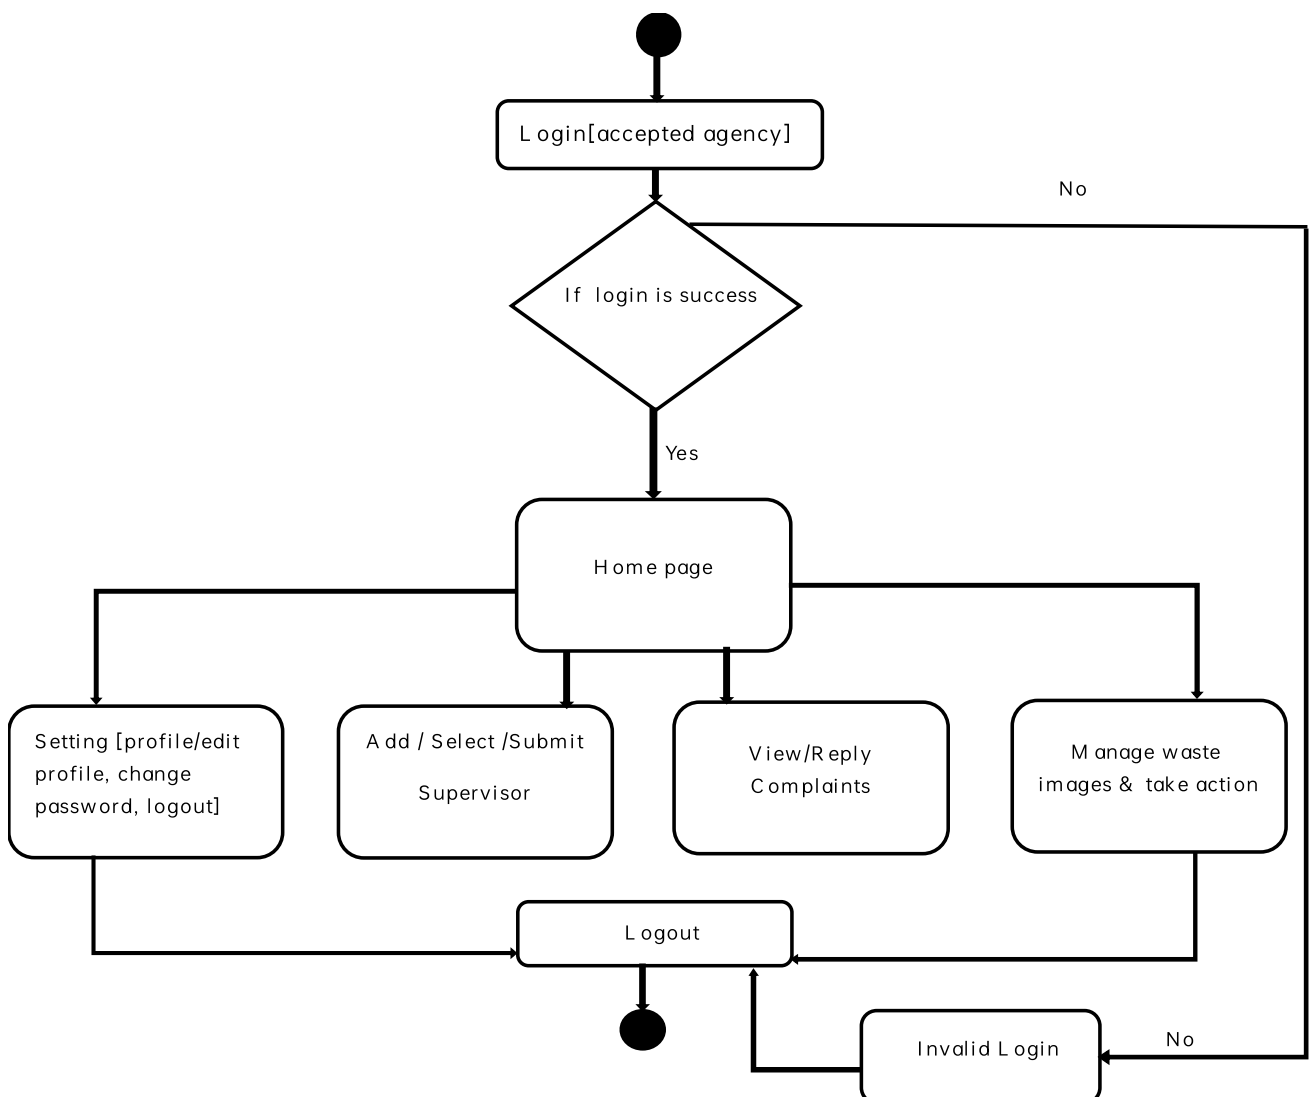 Login[accepted agency]
No
If login is success
Yes
Home page
Setting [profile/edit
profile, change
password, logout]
Add / Select /Submit
Supervisor
View/Reply
Complaints
Manage waste
images & take action
Logout
Invalid Login
No